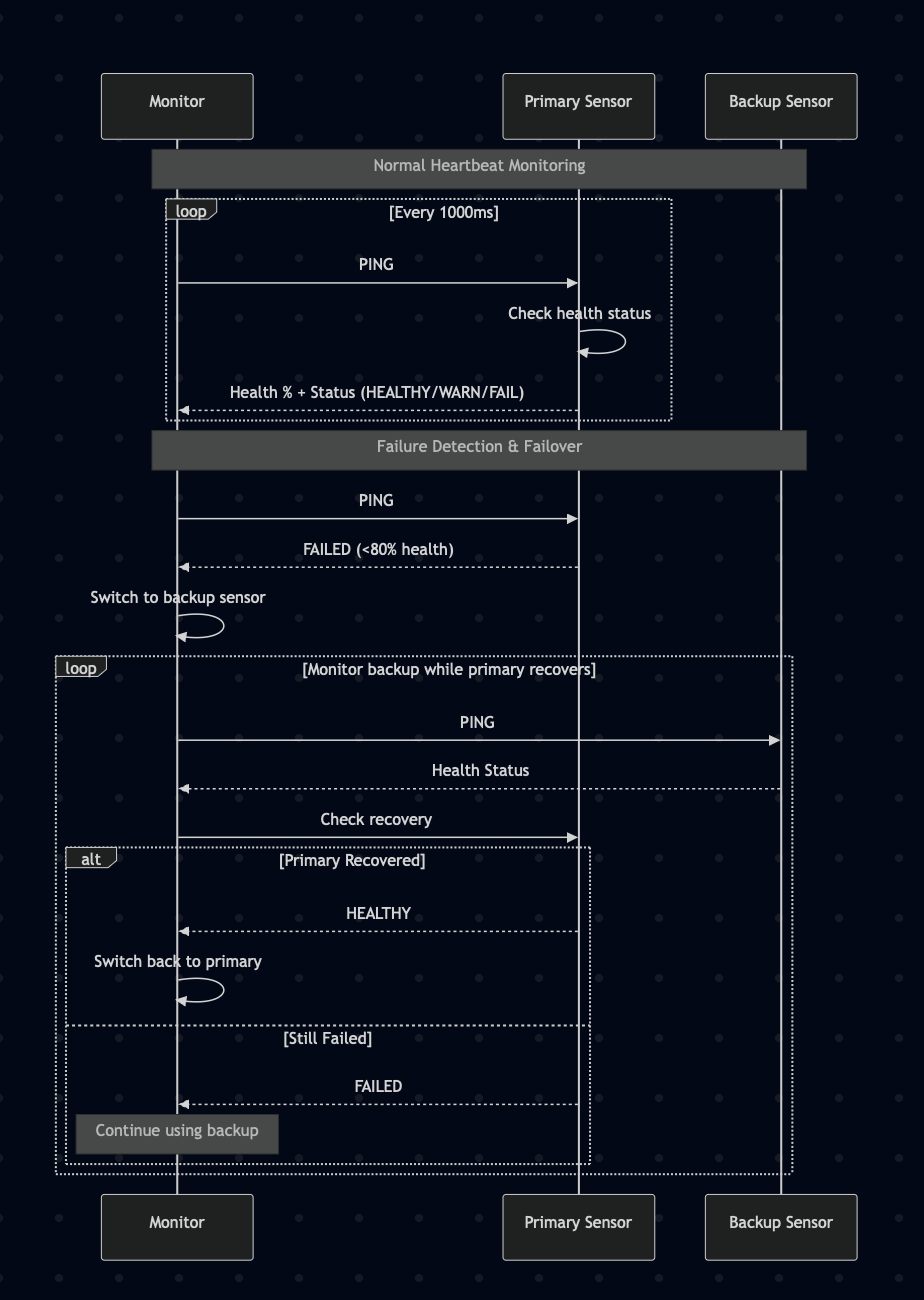 Monitor
Primary Sensor
Backup Sensor
Normal Heartbeat Monitoring
loop
[Every 1000ms]
PING
Check health status
Health % + Status (HEALTHY/WARN/FAIL)
Failure Detection & Failover
PING
FAILED (<80% health)
Switch to backup sensor
loop
[Monitor backup while primary recovers]
PING
Health Status
Check recovery
alt
[Primary Recovered]
HEALTHY
Switch back to primary
[Still Failed]
FAILED
Continue using backup
Monitor
Primary Sensor
Backup Sensor